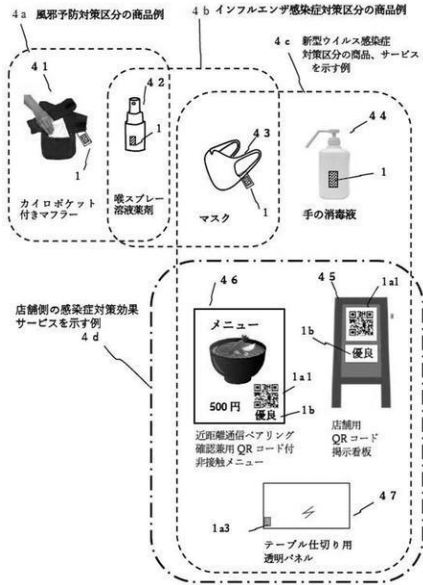 4a 風邪予防対策区分の商品例
4b インフルエンザ感染症対策区分の商品例
4c 新型ウイルス感染症
対策区分の商品、サービス
を示す例
41
1
カイロポケット
付きマフラー
42
1
喉スプレー
溶液薬剤
43
1
マスク
44
1
手の消毒液
店舗側の感染症対策効果
サービスを示す例
4d
46
メニュー
500円
優良
1a1
1b
近距離通信ペアリング
確認兼用QRコード付
非接触メニュー
45
1a1
1b
優良
店舗用
QRコード
掲示看板
47
1a3
テーブル仕切り用
透明パネル